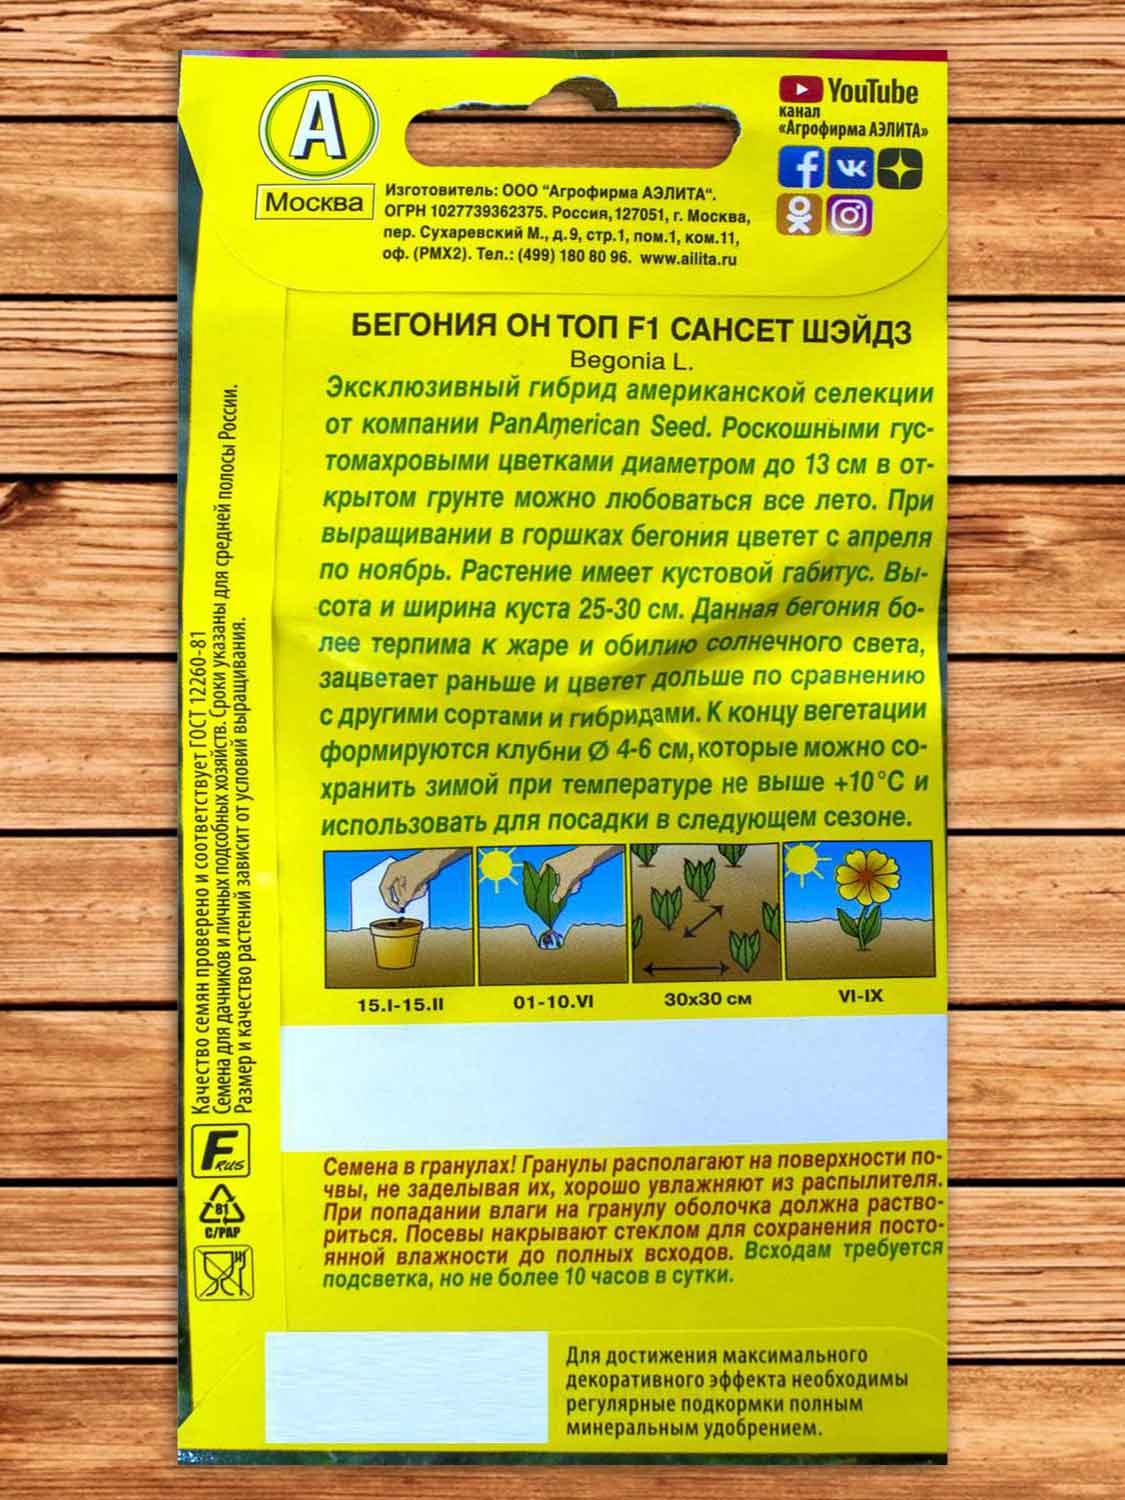 А
Москва
YouTube
канал
«Агрофирма АЭЛИТА»
Изготовитель: ООО "Агрофирма АЭЛИТА".
ОГРН 1027739362375. Россия,127051, г. Москва,
пер. Сухаревский М., д.9, стр.1, пом.1, ком.11,
оф. (РМХ2). Тел.: (499) 180 80 96. www.ailita.ru
БЕГОНИЯ ОН ТОП F1 САНСЕТ ШЭЙДЗ
Begonia L.
Эксклюзивный гибрид американской селекции
от компании PanAmerican Seed. Роскошными гус-
томахровыми цветками диаметром до 13 см в от-
крытом грунте можно любоваться все лето. При
выращивании в горшках бегония цветет с апреля
по ноябрь. Растение имеет кустовой габитус. Вы-
сота и ширина куста 25-30 см. Данная бегония бо-
лее терпима к жаре и обилию солнечного света,
зацветает раньше и цветет дольше по сравнению
с другими сортами и гибридами. К концу вегетации
формируются клубни Ø 4-6 см, которые можно со-
хранить зимой при температуре не выше +10°С и
использовать для посадки в следующем сезоне.
15.I-15.II
01-10.VI
30x30 см
VI-IX
Семена в гранулах! Гранулы располагают на поверхности по-
чвы, не заделывая их, хорошо увлажняют из распылителя.
При попадании влаги на гранулу оболочка должна раство-
риться. Посевы накрывают стеклом для сохранения посто-
янной влажности до полных всходов. Всходам требуется
подсветка, но не более 10 часов в сутки.
Для достижения максимального
декоративного эффекта необходимы
регулярные подкормки полным
минеральным удобрением.
Качество семян проверено и соответствует ГОСТ 12260-81
Семена для дачников и личных подсобных хозяйств. Сроки указаны для средней полосы России.
Размер и качество растений зависит от условий выращивания.
F RUS
81
C/PAP